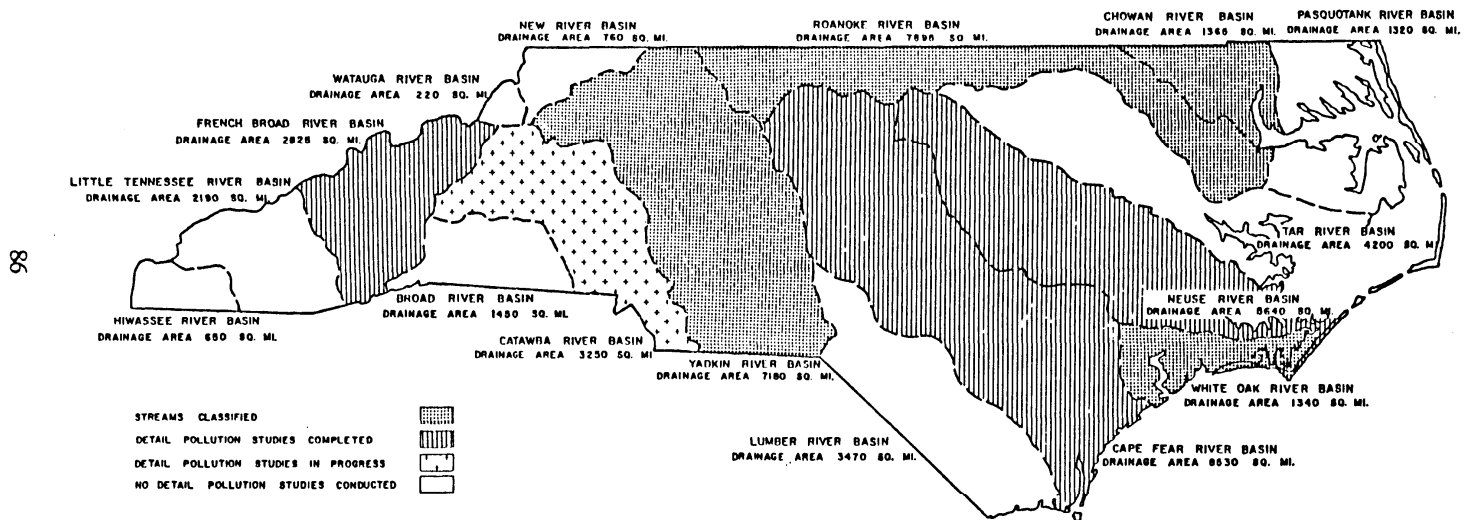 NEW RIVER BASIN
DRAINAGE AREA 760 SQ. MI.
ROANOKE RIVER BASIN
DRAINAGE AREA 7896 SQ MI.
CHOWAN RIVER BASIN
DRAINAGE AREA 1366 SQ. MI.
PASQUOTANK RIVER BASIN
DRAINAGE AREA 1320 SQ. MI.
WATAUGA RIVER BASIN
DRAINAGE AREA 220 SQ. MI.
FRENCH BROAD RIVER BASIN
DRAINAGE AREA 2826 SQ. MI.
LITTLE TENNESSEE RIVER BASIN
DRAINAGE AREA 2190 SQ. MI.
98
TAR RIVER BASIN
DRAINAGE AREA 4200 SQ. M
HIWASSEE RIVER BASIN
DRAINAGE AREA 650 SQ. MI.
BROAD RIVER BASIN
DRAINAGE AREA 1450 SQ. MI.
NEUSE RIVER BASIN
DRAINAGE AREA 5640 SQ. MI.
CATAWBA RIVER BASIN
DRAINAGE AREA 3250 SQ. MI
YADKIN RIVER BASIN
DRAINAGE AREA 7180 SQ. MI.
WHITE OAK RIVER BASIN
DRAINAGE AREA 1340 SQ. MI.
STREAMS CLASSIFIED
DETAIL POLLUTION STUDIES COMPLETED
DETAIL POLLUTION STUDIES IN PROGRESS
NO DETAIL POLLUTION STUDIES CONDUCTED
LUMBER RIVER BASIN
DRAINAGE AREA 3470 SQ. MI.
CAPE FEAR RIVER BASIN
DRAINAGE AREA 8530 SQ. MI.